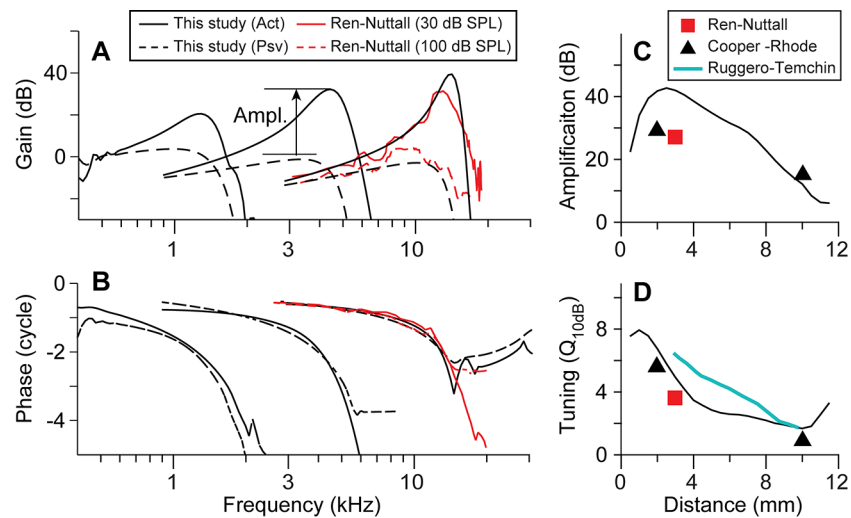 This study (Act)
Ren-Nuttall (30 dB SPL)
This study (Psv)
Ren-Nuttall (100 dB SPL)
A
40
0
Gain (dB)
Ampl.
1
3
10
B
0
-2
-4
Phase (cycle)
1
3
10
Frequency (kHz)
Ren-Nuttall
Cooper -Rhode
Ruggero-Temchin
C
40
20
0
Amplificaiton (dB)
0
4
8
12
D
8
4
0
Tuning (Q10dB)
0
4
8
12
Distance (mm)